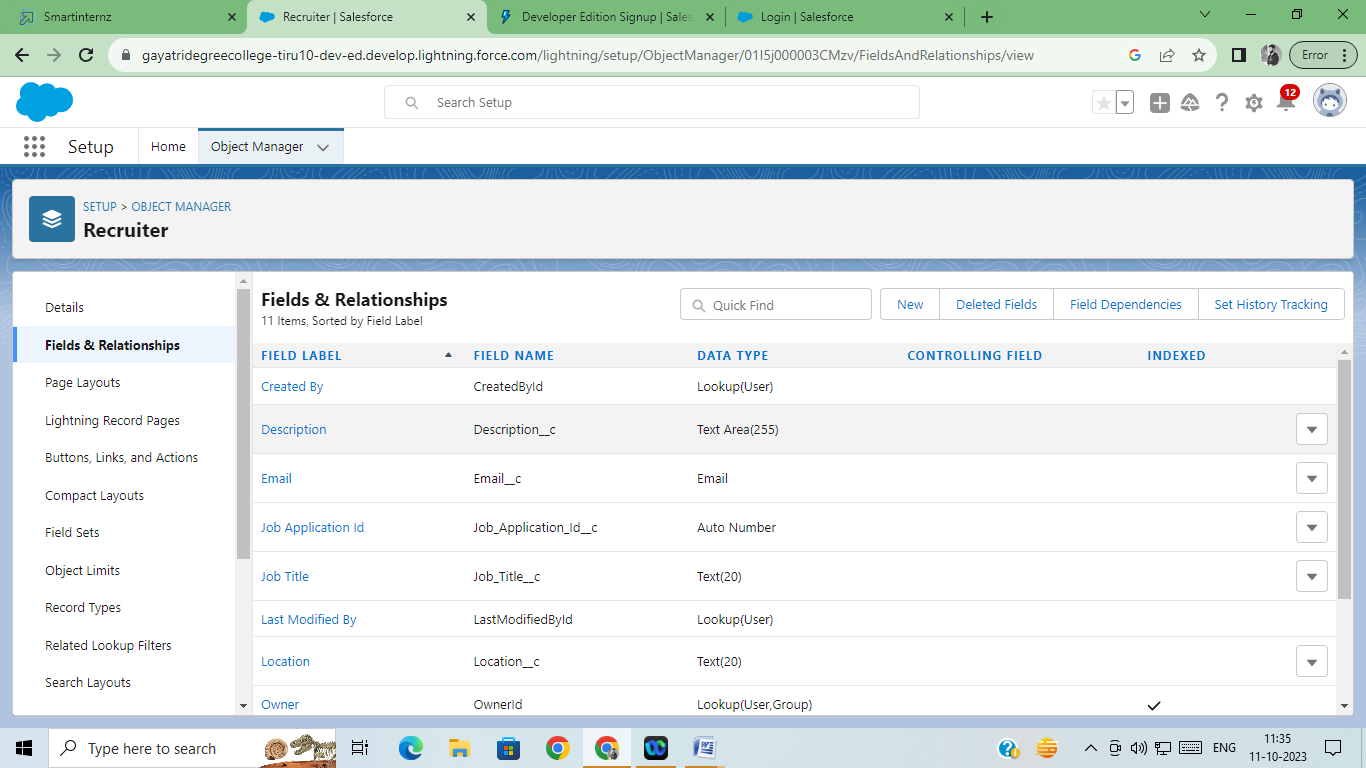 Smartinternz
Recruiter | Salesforce
Developer Edition Signup | Sales
Login | Salesforce
gayatridegreecollege-tiru10-dev-ed.develop.lightning.force.com/lightning/setup/ObjectManager/01I5j000003CMzv/FieldsAndRelationships/view
Error
Search Setup
12
Setup
Home
Object Manager
SETUP > OBJECT MANAGER
Recruiter
Details
Fields & Relationships
Page Layouts
Lightning Record Pages
Buttons, Links, and Actions
Compact Layouts
Field Sets
Object Limits
Record Types
Related Lookup Filters
Search Layouts
Fields & Relationships
11 Items, Sorted by Field Label
Quick Find
New
Deleted Fields
Field Dependencies
Set History Tracking
FIELD LABEL FIELD NAME DATA TYPE CONTROLLING FIELD INDEXED
Created By CreatedById Lookup(User)
Description Description__c Text Area(255)
Email Email__c Email
Job Application Id Job_Application_Id__c Auto Number
Job Title Job_Title__c Text(20)
Last Modified By LastModifiedById Lookup(User)
Location Location__c Text(20)
Owner OwnerId Lookup(User,Group)
Type here to search
ENG
11:35
11-10-2023